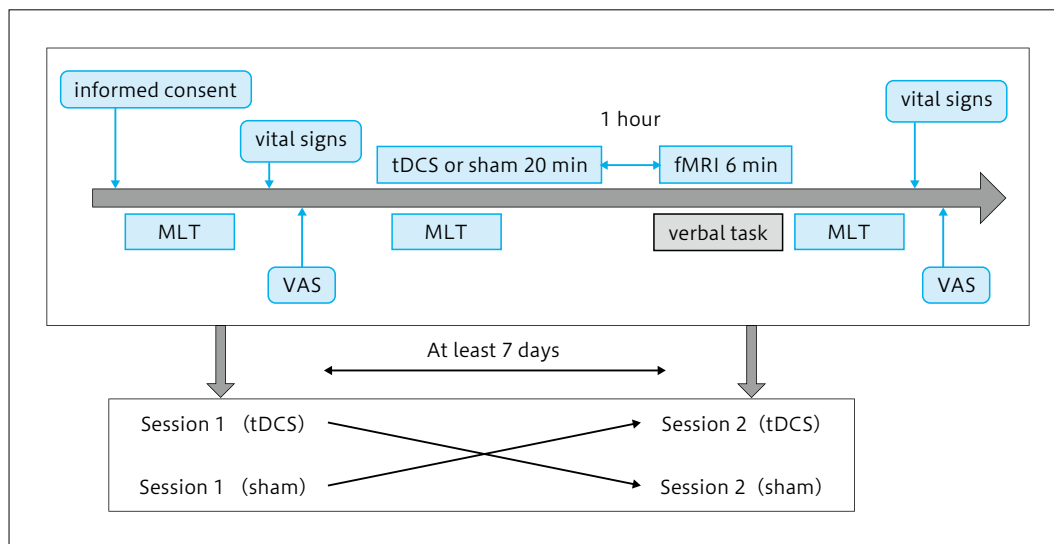 informed consent
vital signs
1 hour
vital signs
tDCS or sham 20 min
fMRI 6 min
MLT
MLT
verbal task
MLT
VAS
VAS
At least 7 days
Session 1 (tDCS)
Session 2 (tDCS)
Session 1 (sham)
Session 2 (sham)